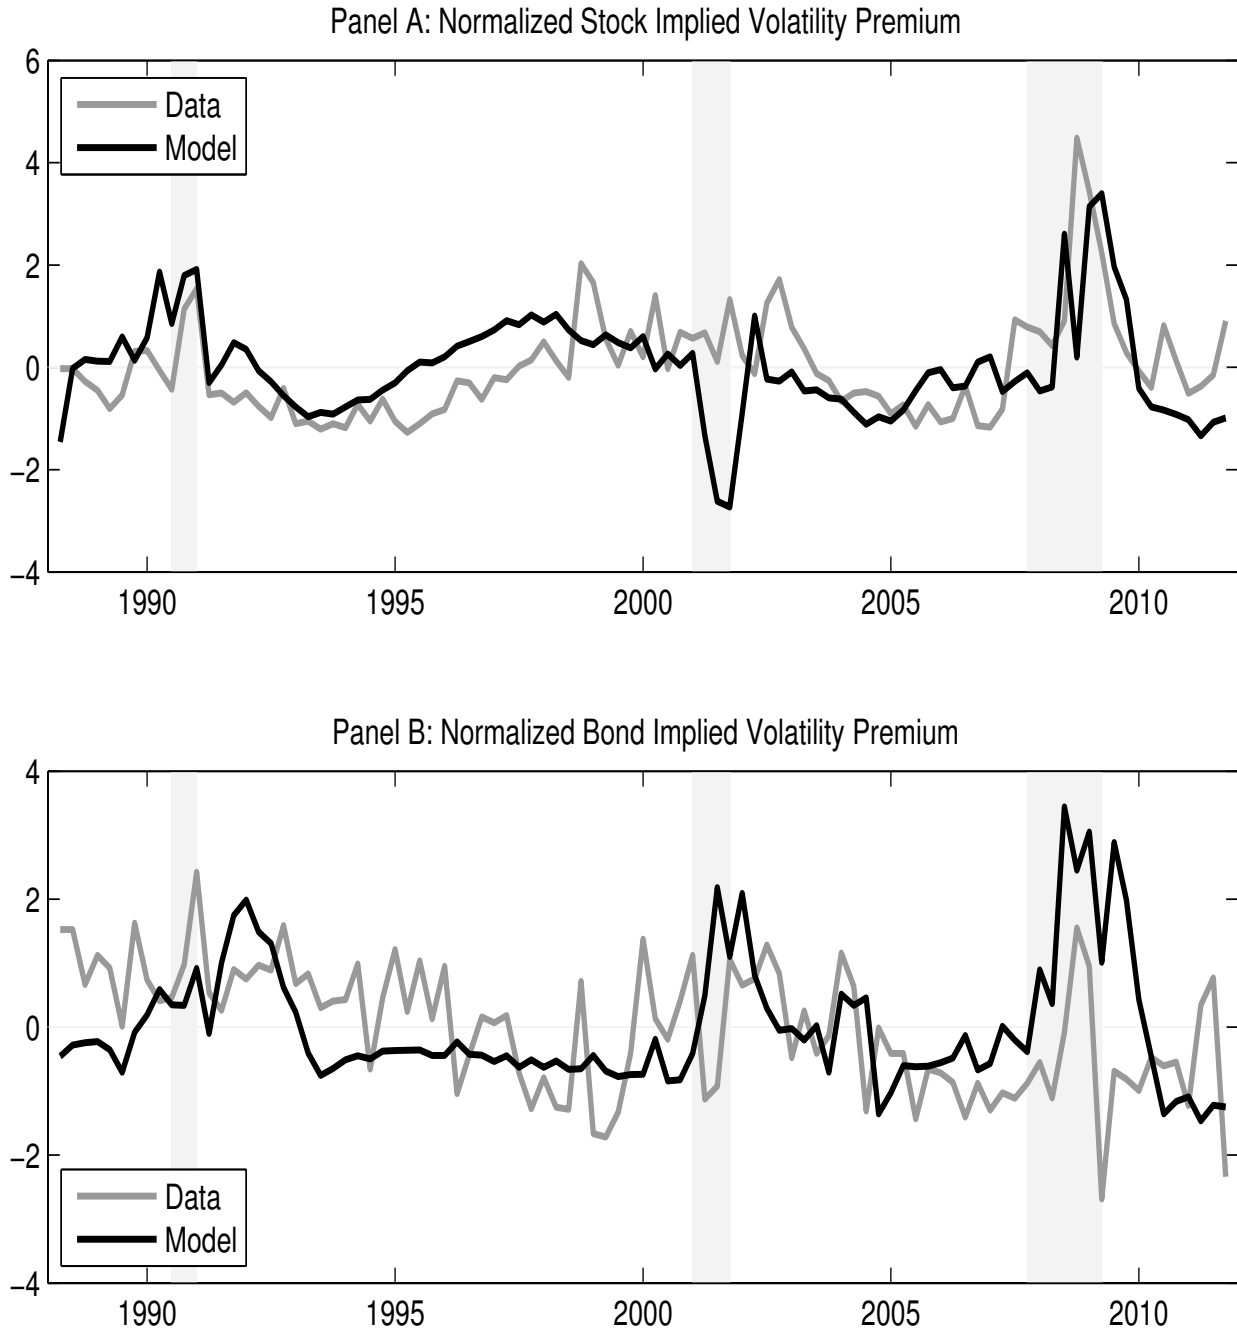 Panel A: Normalized Stock Implied Volatility Premium
6
4
2
0
−2
−4
Data
Model
1990 1995 2000 2005 2010
Panel B: Normalized Bond Implied Volatility Premium
4
2
0
−2
−4
Data
Model
1990 1995 2000 2005 2010